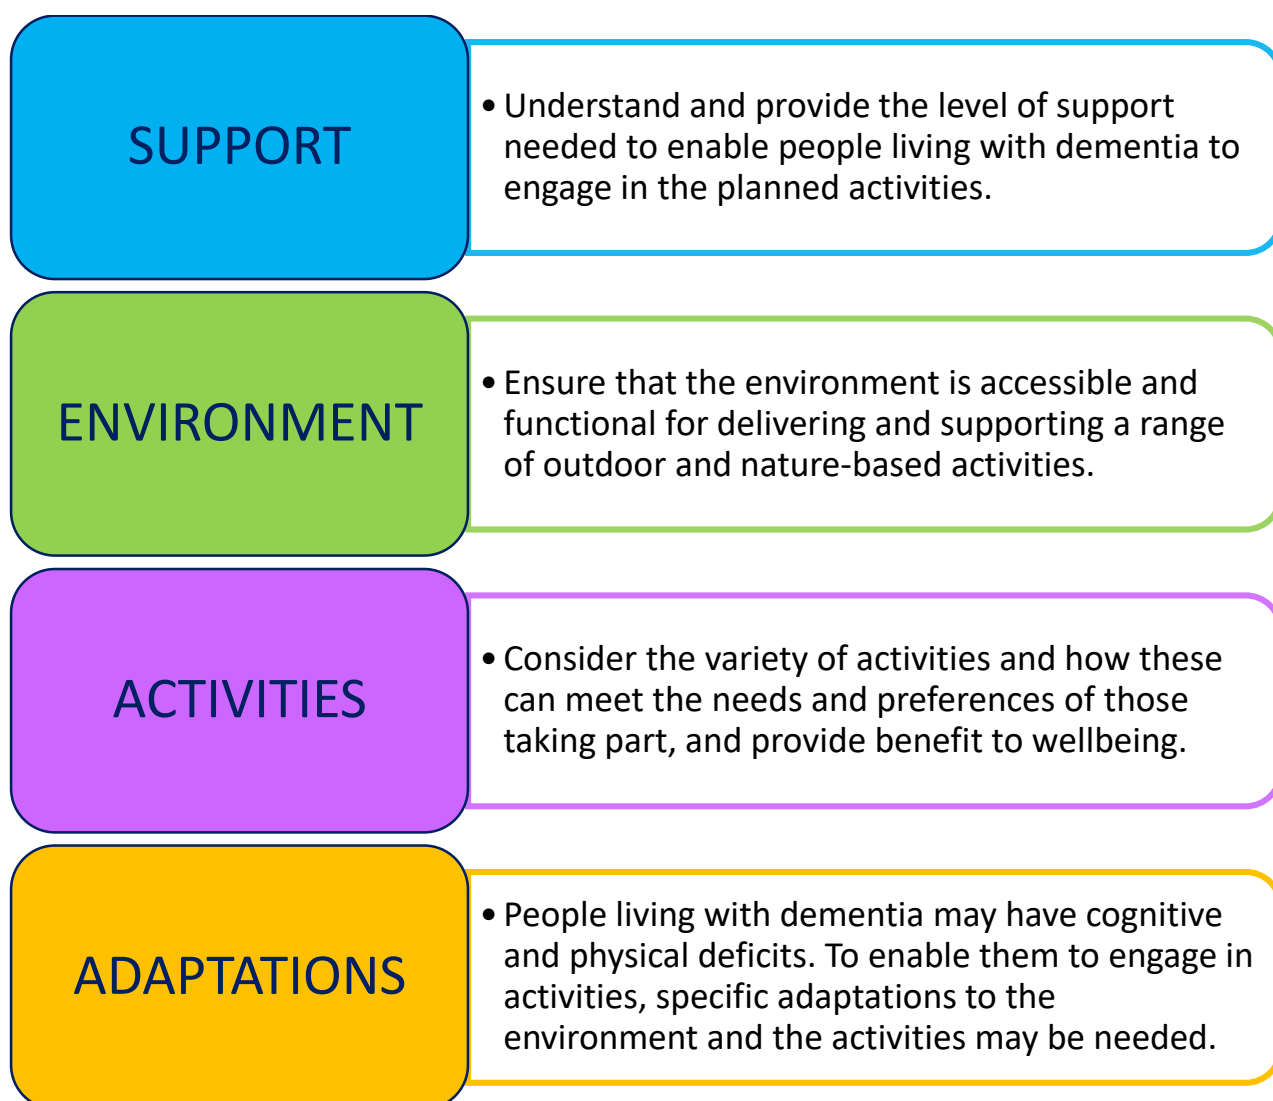 SUPPORT
• Understand and provide the level of support
needed to enable people living with dementia to
engage in the planned activities.
ENVIRONMENT
• Ensure that the environment is accessible and
functional for delivering and supporting a range
of outdoor and nature-based activities.
ACTIVITIES
• Consider the variety of activities and how these
can meet the needs and preferences of those
taking part, and provide benefit to wellbeing.
ADAPTATIONS
• People living with dementia may have cognitive
and physical deficits. To enable them to engage in
activities, specific adaptations to the
environment and the activities may be needed.